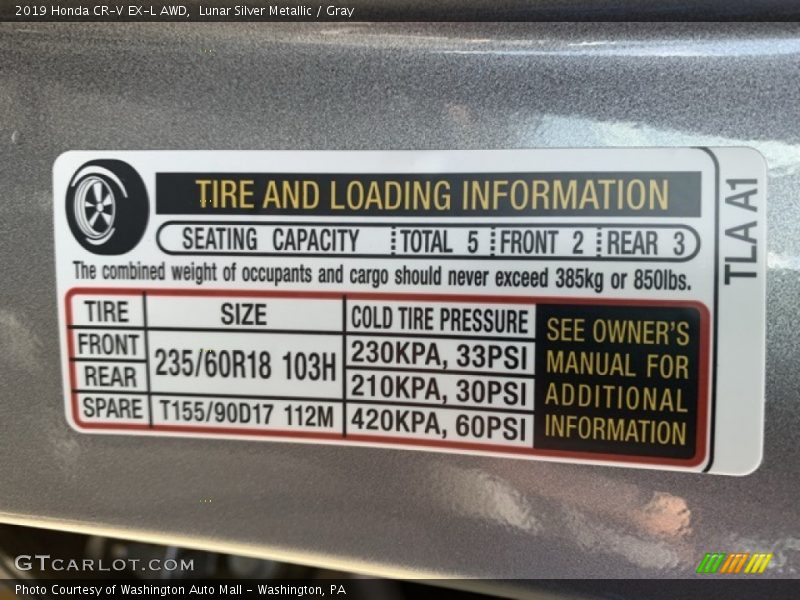 2019 Honda CR-V EX-L AWD, Lunar Silver Metallic / Gray
TIRE AND LOADING INFORMATION
SEATING CAPACITY TOTAL 5 FRONT 2 REAR 3
The combined weight of occupants and cargo should never exceed 385kg or 850lbs.
TIRE SIZE COLD TIRE PRESSURE
FRONT 235/60R18 103H 230KPA, 33PSI
REAR 210KPA, 30PSI
SPARE T155/90D17 112M 420KPA, 60PSI
SEE OWNER'S
MANUAL FOR
ADDITIONAL
INFORMATION
TLA A1
GTCARLOT.COM
Photo Courtesy of Washington Auto Mall - Washington, PA